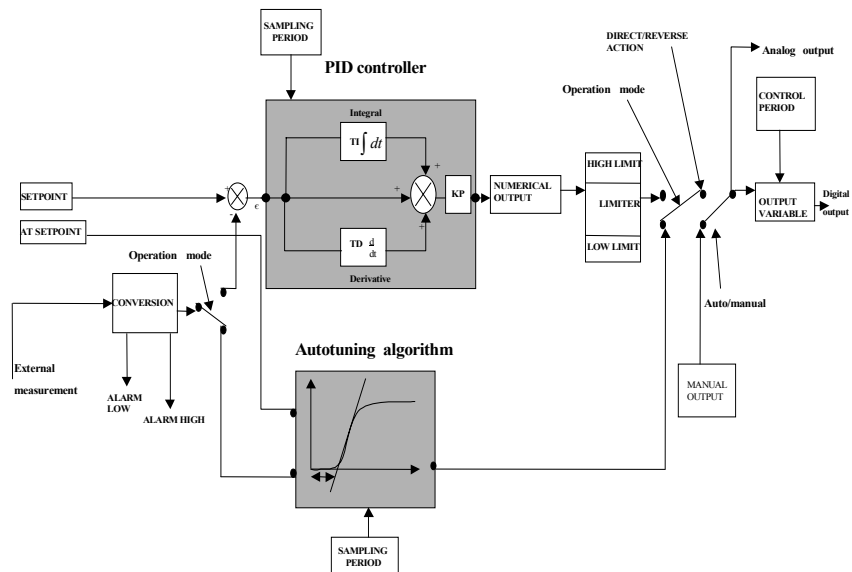 SAMPLING
PERIOD
DIRECT/REVERSE
ACTION
Analog output
PID controller
Operation mode
CONTROL
PERIOD
Integral
TI ∫ dt
+
HIGH LIMIT
SETPOINT
+
-
ϵ
+
KP
NUMERICAL
OUTPUT
LIMITER
OUTPUT
VARIABLE
Digital
output
AT SETPOINT
+
TD d
dt
LOW LIMIT
Operation mode
Derivative
CONVERSION
Auto/manual
External
measurement
Autotuning algorithm
ALARM
LOW
ALARM HIGH
MANUAL
OUTPUT
SAMPLING
PERIOD